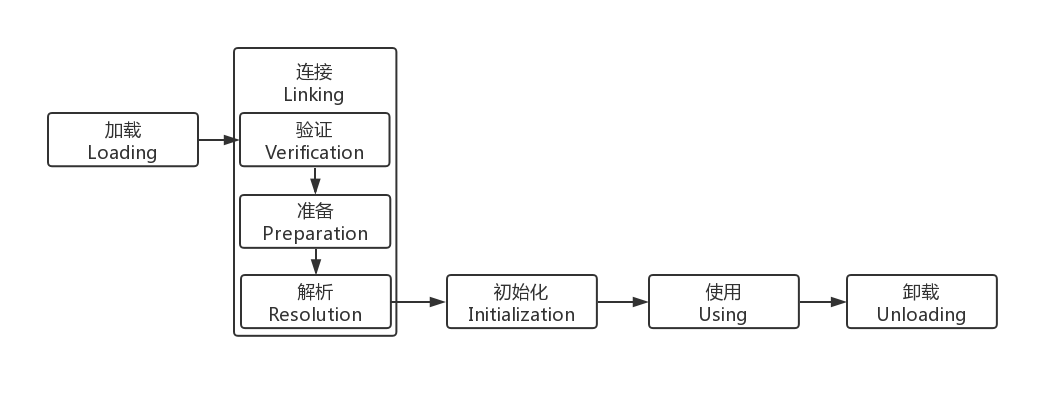 加载
Loading
连接
Linking
验证
Verification
准备
Preparation
解析
Resolution
初始化
Initialization
使用
Using
卸载
Unloading